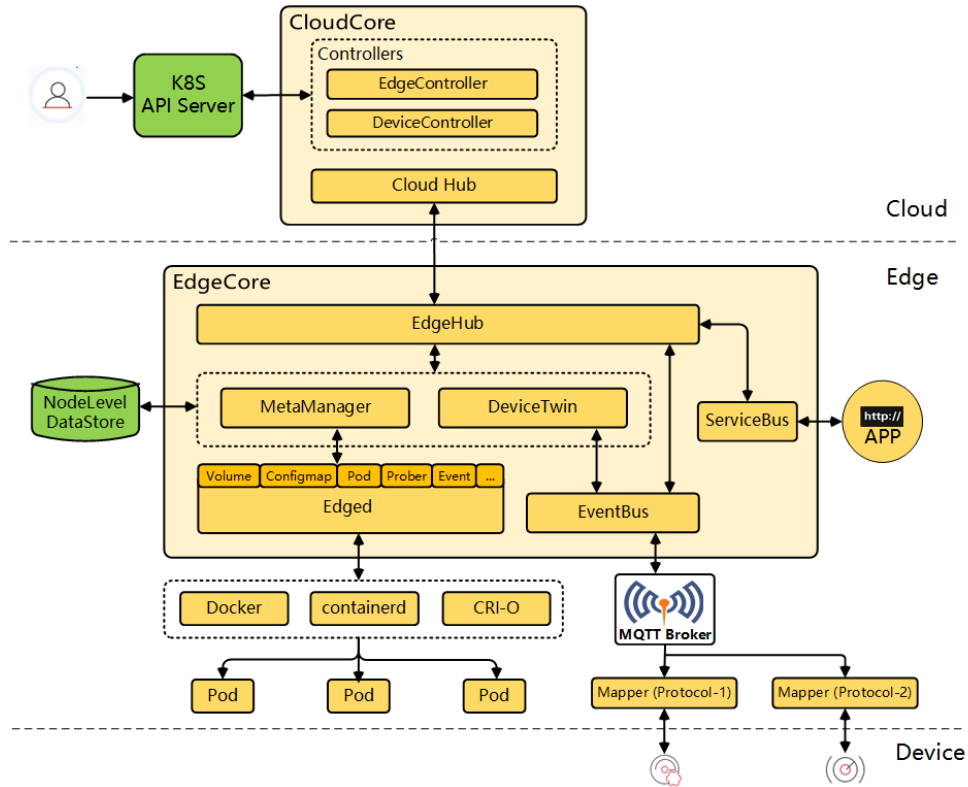 CloudCore
Controllers
K8S
API Server
EdgeController
DeviceController
Cloud Hub
Cloud
Edge
EdgeCore
EdgeHub
NodeLevel
DataStore
MetaManager
DeviceTwin
ServiceBus
http://
APP
Volume
Configmap
Pod
Prober
Event
...
Edged
EventBus
Docker
containerd
CRI-O
MQTT Broker
Pod
Pod
Pod
Mapper (Protocol-1)
Mapper (Protocol-2)
Device